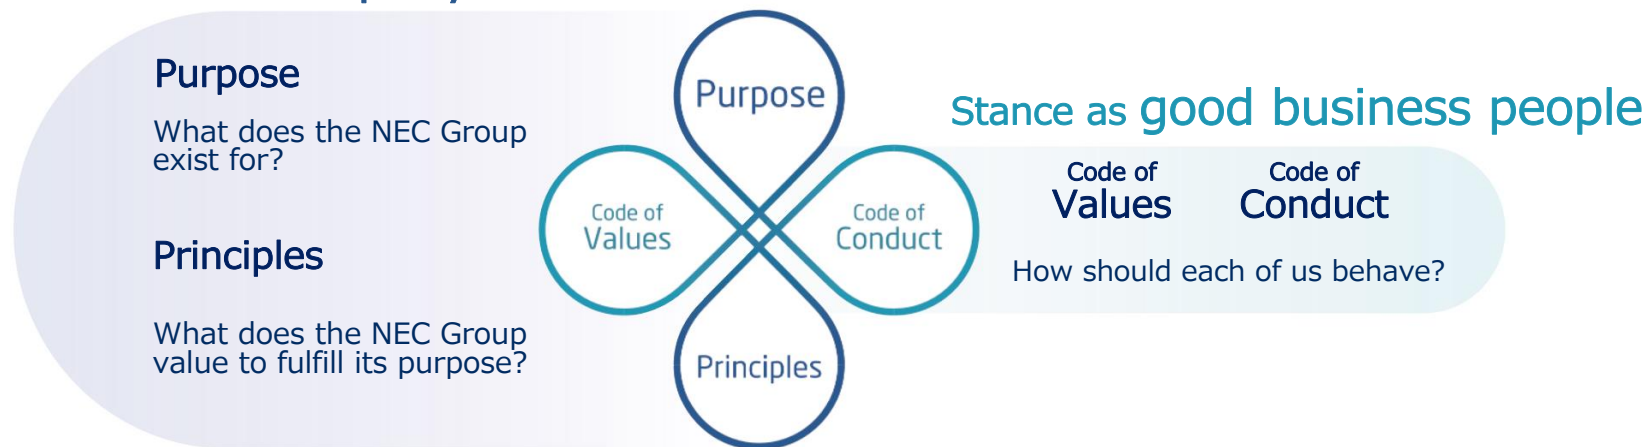 Purpose
What does the NEC Group
exist for?
Principles
What does the NEC Group
value to fulfill its purpose?
Purpose
Code of
Values
Code of
Conduct
Principles
Stance as good business people
Code of
Values
Code of
Conduct
How should each of us behave?